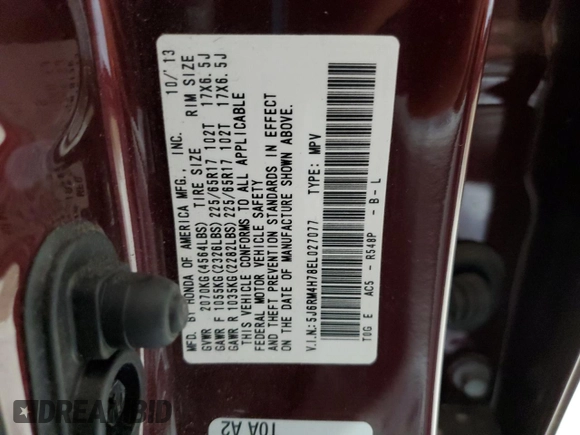 MFD. BY HONDA OF AMERICA MFG., INC. 10/'13
GVWR 2070KG(4564LBS) TIRE SIZE RIM SIZE
GAWR F 1055KG(2326LBS) 225/65R17 102T 17X6.5J
GAWR R 1035KG(2282LBS) 225/65R17 102T 17X6.5J
THIS VEHICLE CONFORMS TO ALL APPLICABLE
FEDERAL MOTOR VEHICLE SAFETY
AND THEFT PREVENTION STANDARDS IN EFFECT
ON THE DATE OF MANUFACTURE SHOWN ABOVE.
V.I.N.:5J6RM4H78EL027077 TYPE: MPV
T0G E AC5 - R548P - B - L
T0A A2
DREAMBID